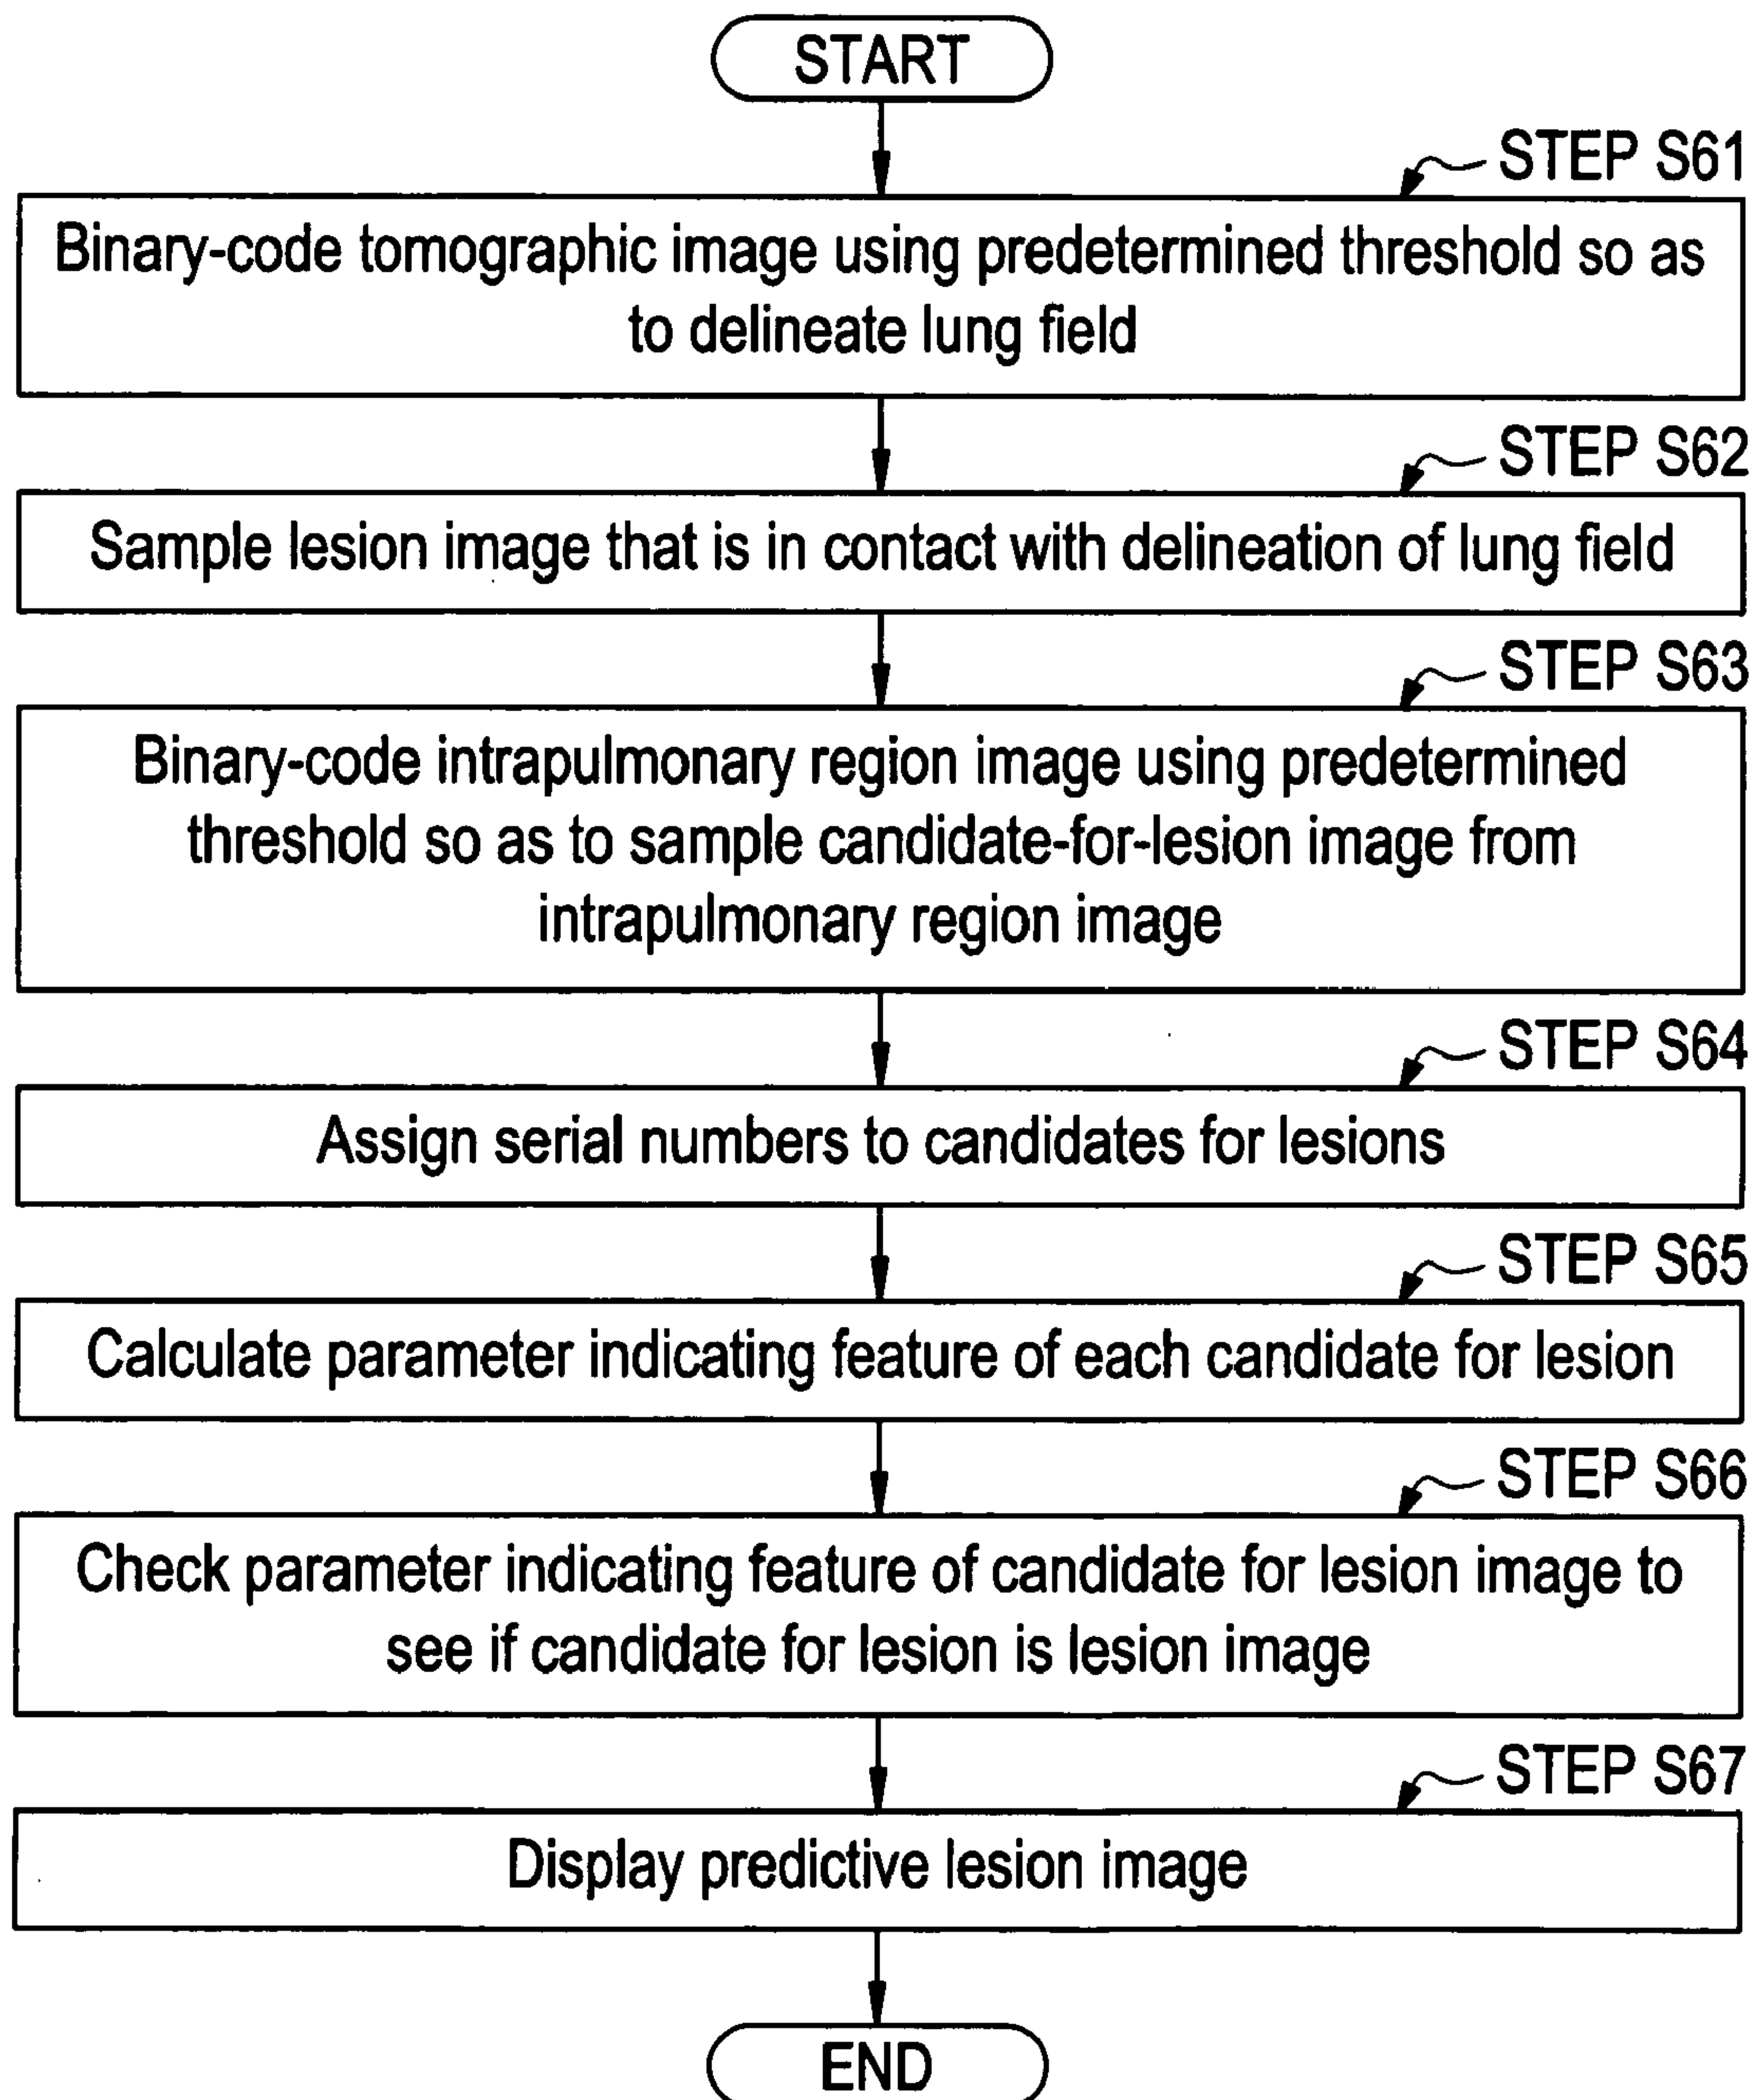 START
STEP S61
Binary-code tomographic image using predetermined threshold so as
to delineate lung field
STEP S62
Sample lesion image that is in contact with delineation of lung field
STEP S63
Binary-code intrapulmonary region image using predetermined
threshold so as to sample candidate-for-lesion image from
intrapulmonary region image
STEP S64
Assign serial numbers to candidates for lesions
STEP S65
Calculate parameter indicating feature of each candidate for lesion
STEP S66
Check parameter indicating feature of candidate for lesion image to
see if candidate for lesion is lesion image
STEP S67
Display predictive lesion image
END